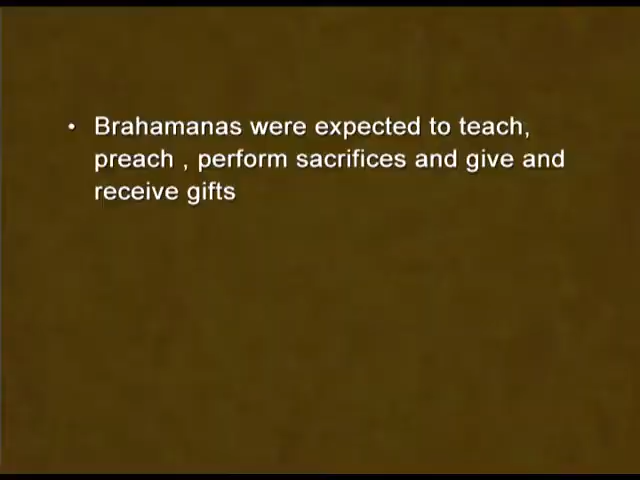 • Brahamanas were expected to teach,
preach , perform sacrifices and give and
receive gifts